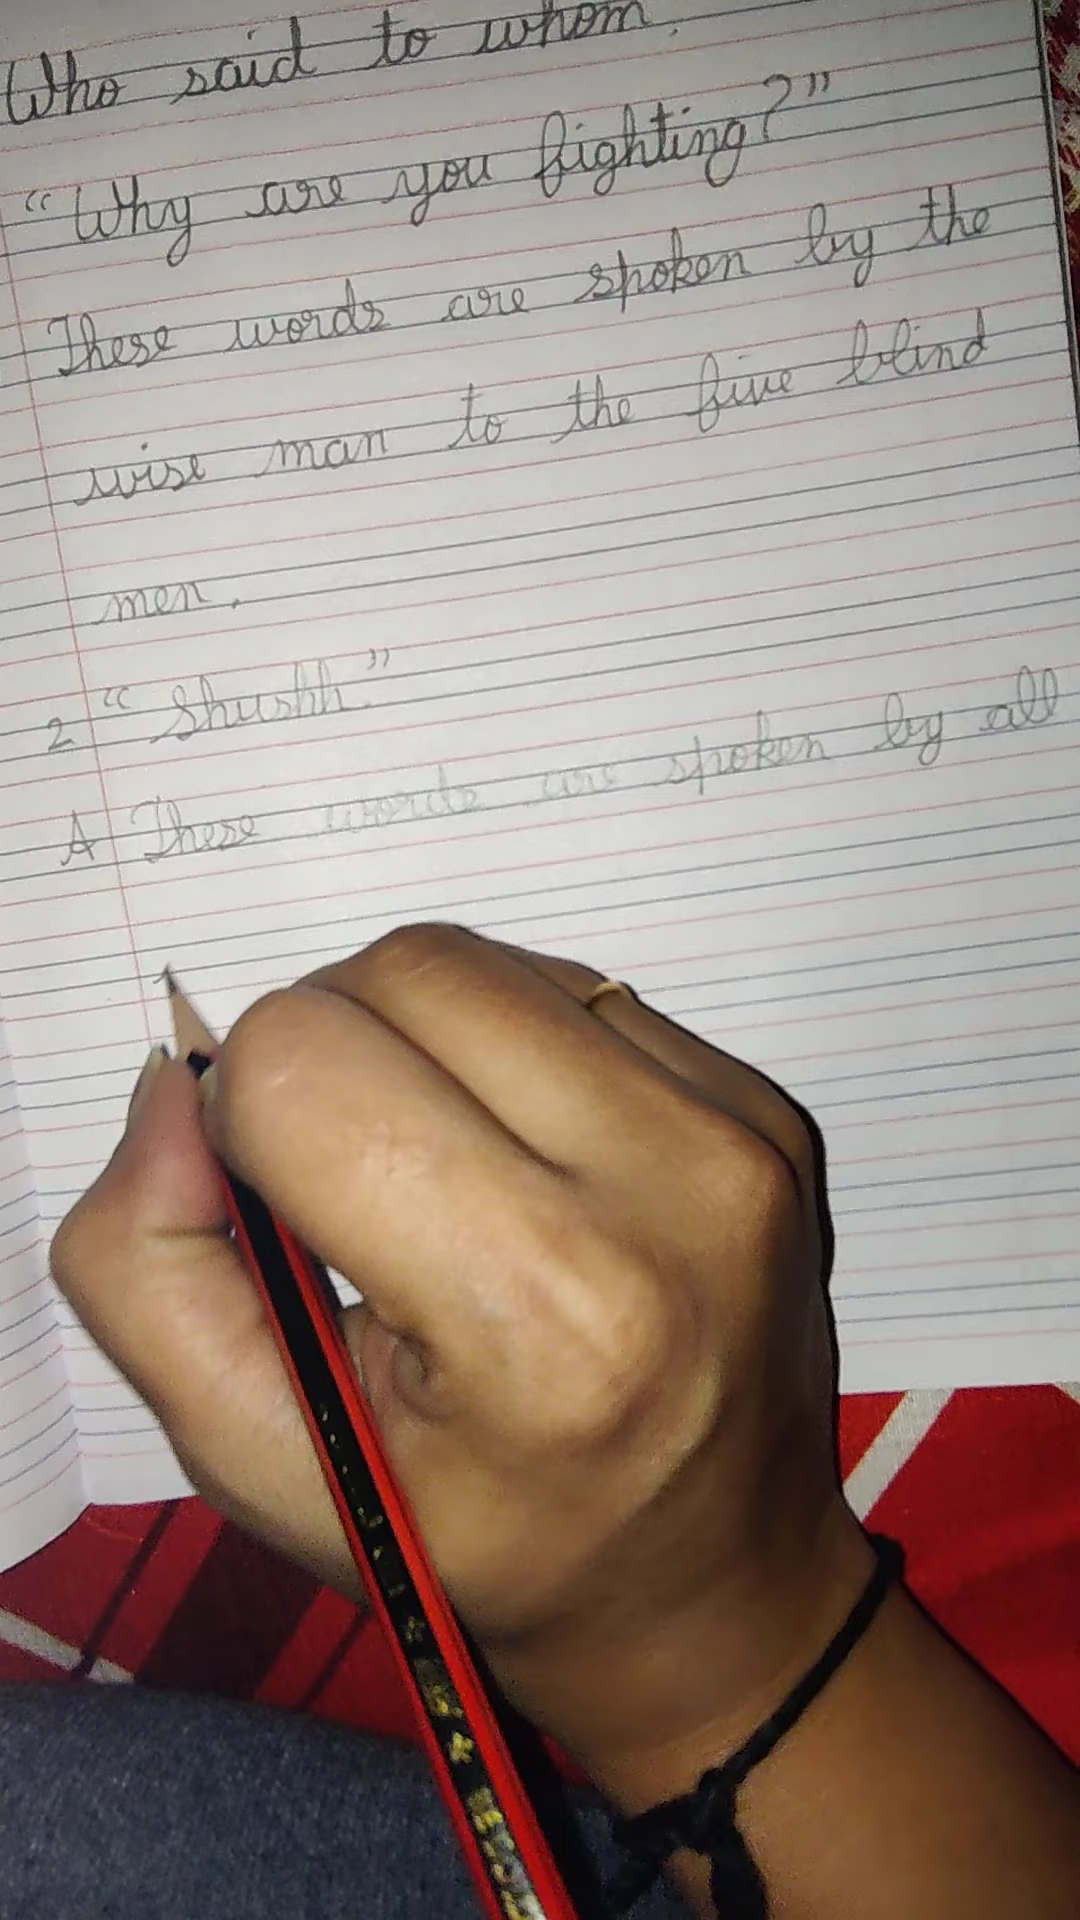 Who said to whom.
“Why are you fighting?”
These words are spoken by the
wise man to the five blind
men.
2 “Shushh.”
A These words are spoken by all